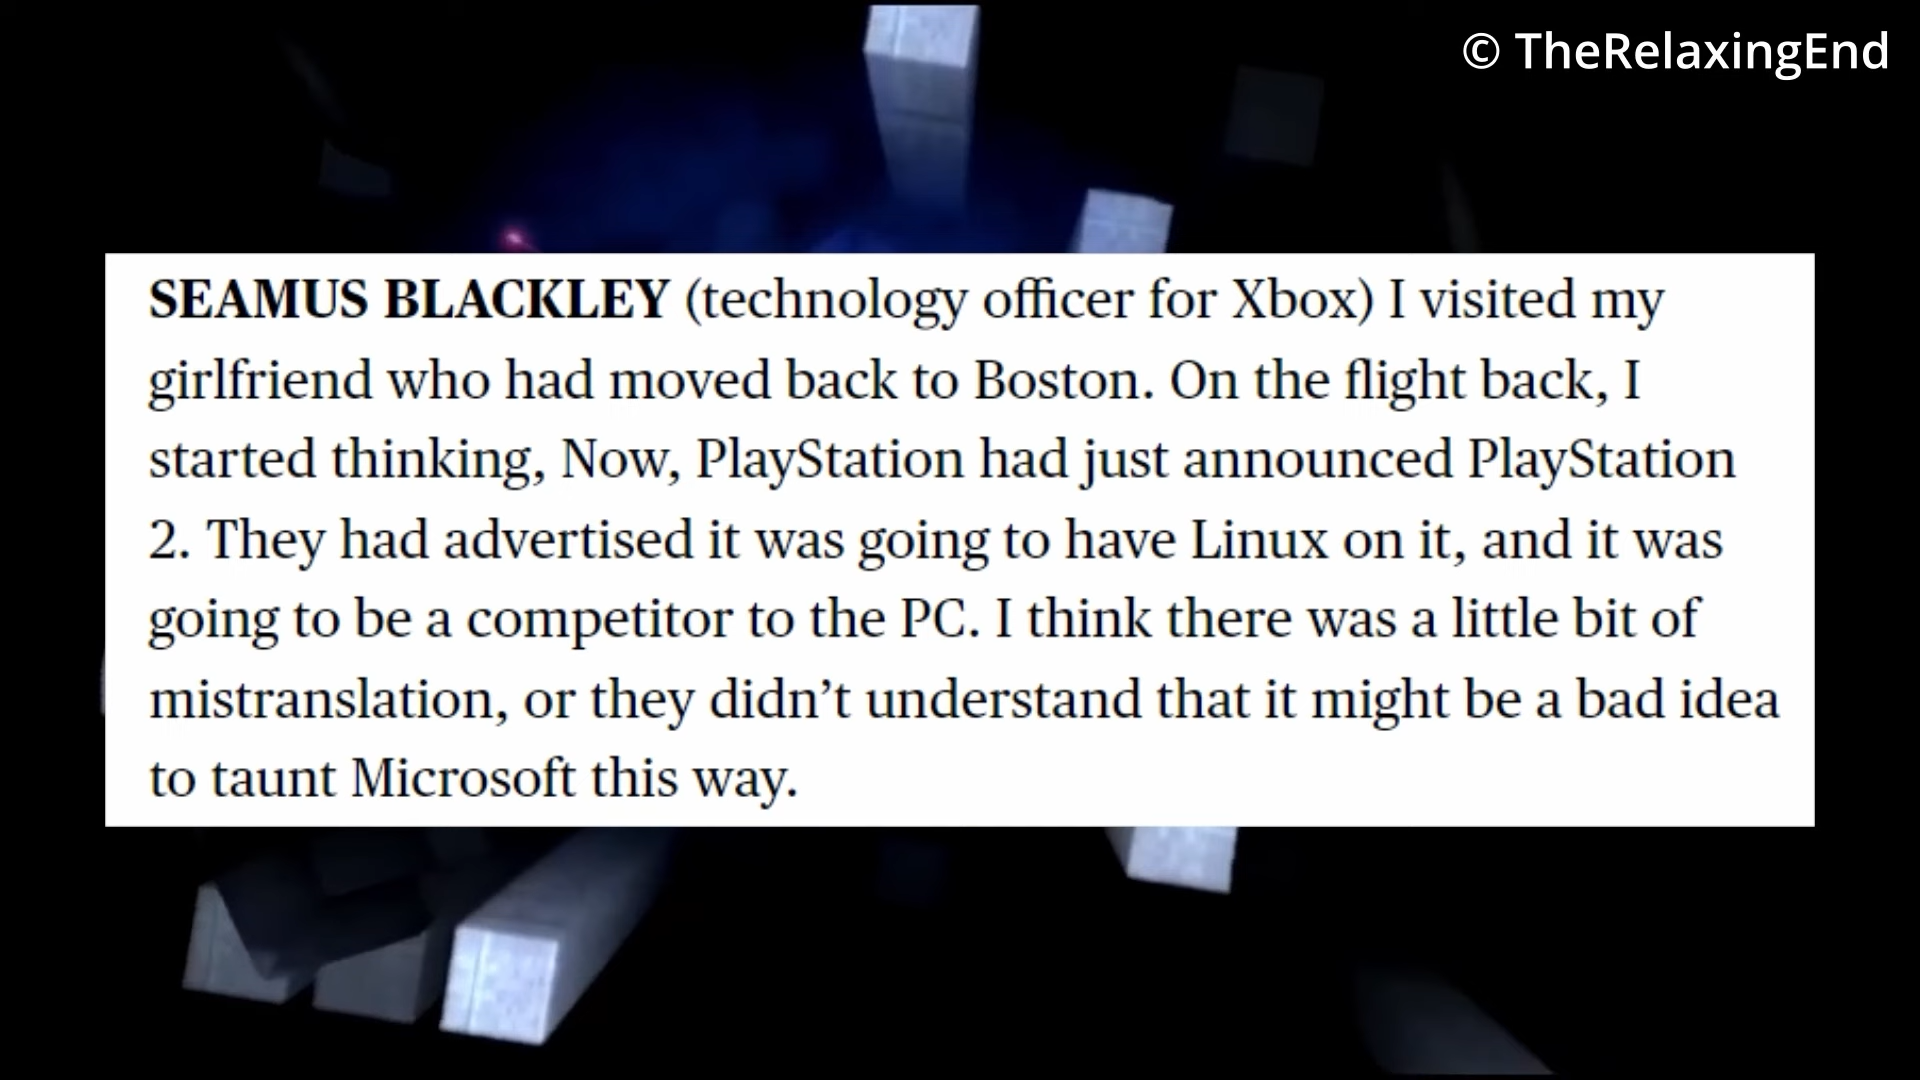 © TheRelaxingEnd
SEAMUS BLACKLEY (technology officer for Xbox) I visited my
girlfriend who had moved back to Boston. On the flight back, I
started thinking, Now, PlayStation had just announced PlayStation
2. They had advertised it was going to have Linux on it, and it was
going to be a competitor to the PC. I think there was a little bit of
mistranslation, or they didn’t understand that it might be a bad idea
to taunt Microsoft this way.